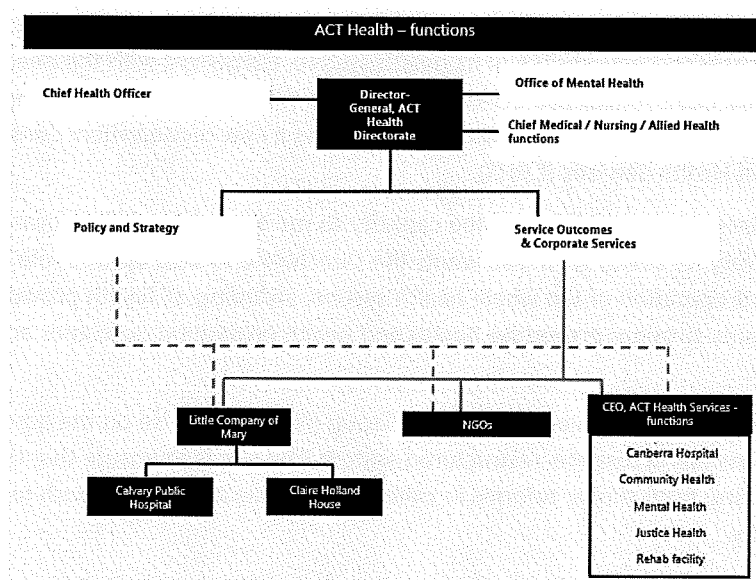 ACT Health – functions
Chief Health Officer
Director-
General, ACT
Health
Directorate
Office of Mental Health
Chief Medical / Nursing / Allied Health
functions
Policy and Strategy
Service Outcomes
& Corporate Services
Little Company of
Mary
NGOs
CEO, ACT Health Services -
functions
Calvary Public
Hospital
Claire Holland
House
Canberra Hospital
Community Health
Mental Health
Justice Health
Rehab facility